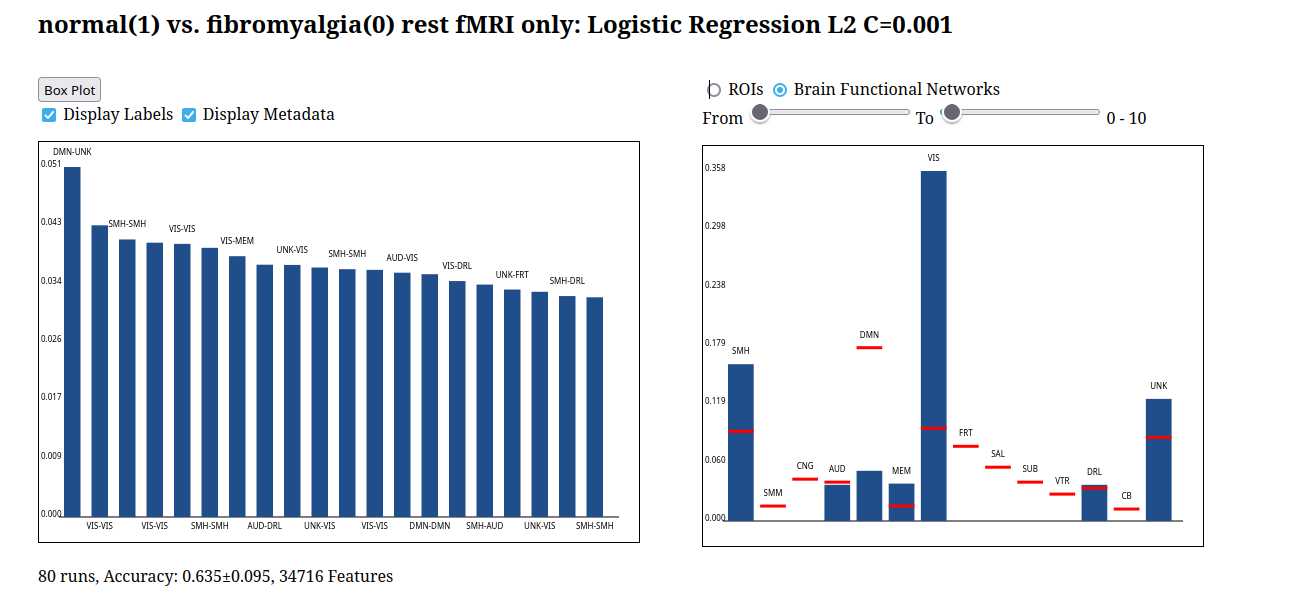 normal(1) vs. fibromyalgia(0) rest fMRI only: Logistic Regression L2 C=0.001
Box Plot
Display Labels Display Metadata
ROIs Brain Functional Networks
From To 0 - 10
DMN-UNK
0.051
0.043
SMH-SMH
VIS-VIS
VIS-MEM
UNK-VIS
SMH-SMH
AUD-VIS
VIS-DRL
UNK-FRT
SMH-DRL
0.034
0.026
0.017
0.009
0.000
VIS-VIS VIS-VIS SMH-SMH AUD-DRL UNK-VIS VIS-VIS DMN-DMN SMH-AUD UNK-VIS SMH-SMH
VIS
0.358
0.298
0.238
0.179
DMN
SMH
0.119
UNK
0.060
FRT
SAL
CNG
AUD
MEM
SUB
DRL
VTR
SMM
CB
0.000
80 runs, Accuracy: 0.635±0.095, 34716 Features